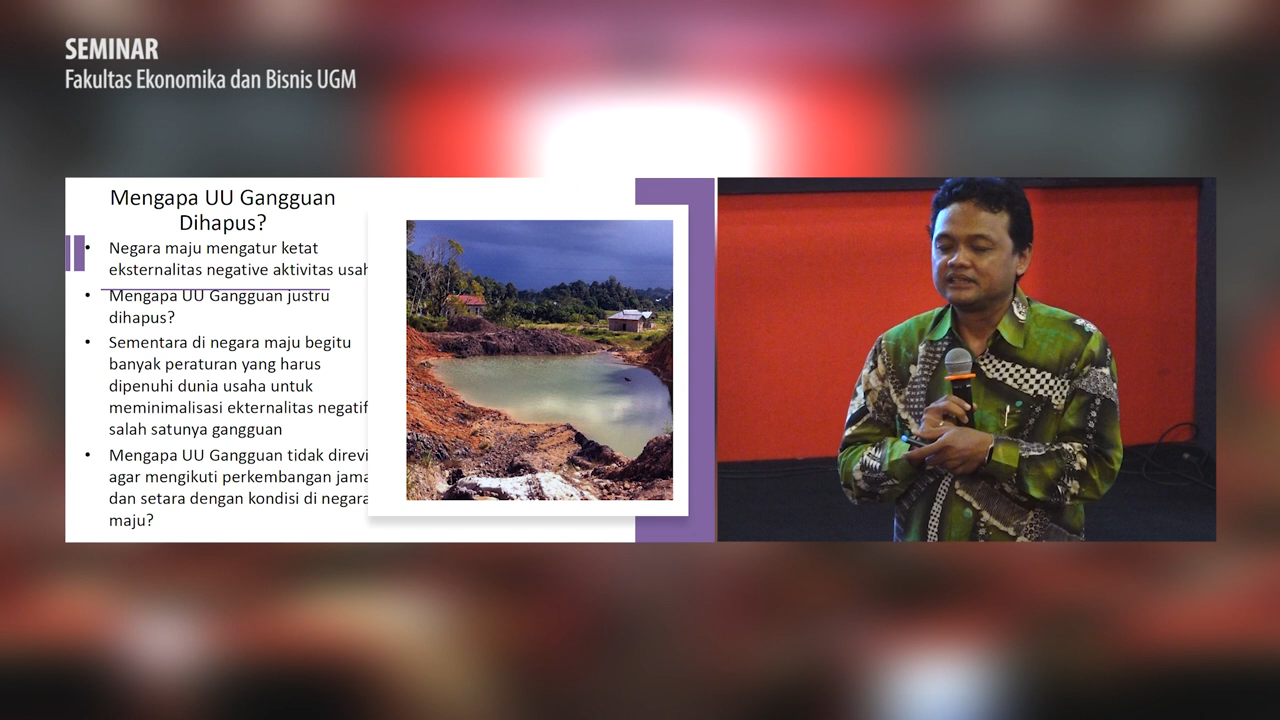 SEMINAR
Fakultas Ekonomika dan Bisnis UGM
Mengapa UU Gangguan
Dihapus?
• Negara maju mengatur ketat
eksternalitas negative aktivitas usah
• Mengapa UU Gangguan justru
dihapus?
• Sementara di negara maju begitu
banyak peraturan yang harus
dipenuhi dunia usaha untuk
meminimalisasi ekternalitas negatif
salah satunya gangguan
• Mengapa UU Gangguan tidak direvi
agar mengikuti perkembangan jama
dan setara dengan kondisi di negara
maju?